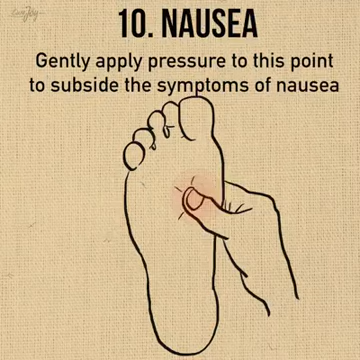 10. NAUSEA
Gently apply pressure to this point
to subside the symptoms of nausea